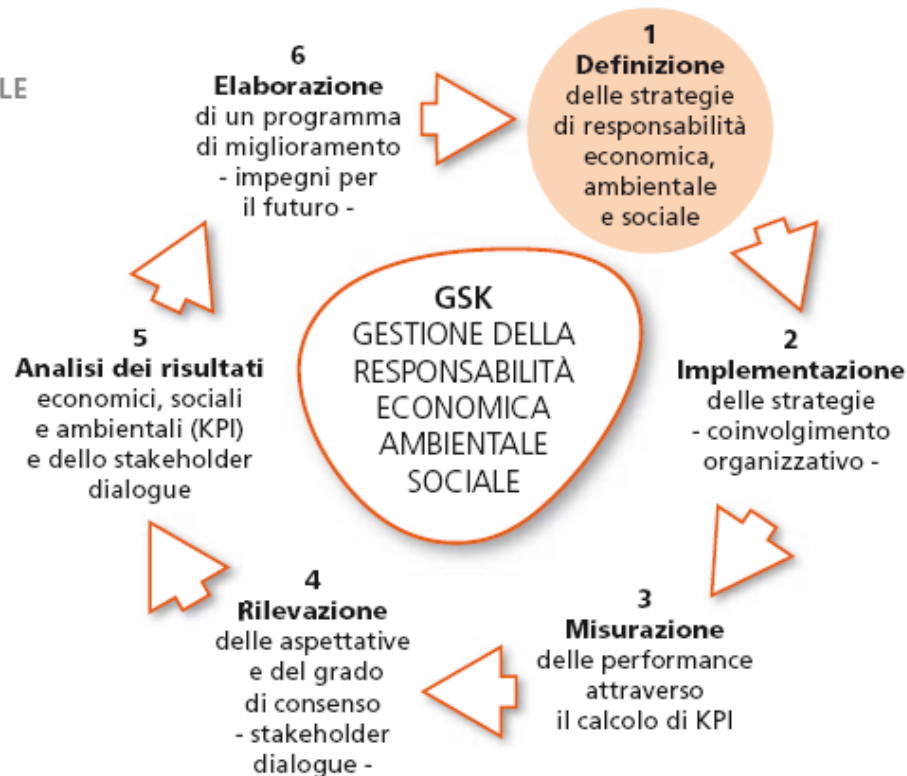 LE
1
Definizione
delle strategie
di responsabilità
economica,
ambientale
e sociale
2
Implementazione
delle strategie
- coinvolgimento
organizzativo -
3
Misurazione
delle performance
attraverso
il calcolo di KPI
4
Rilevazione
delle aspettative
e del grado
di consenso
- stakeholder
dialogue -
5
Analisi dei risultati
economici, sociali
e ambientali (KPI)
e dello stakeholder
dialogue
6
Elaborazione
di un programma
di miglioramento
- impegni per
il futuro -
GSK
GESTIONE DELLA
RESPONSABILITÀ
ECONOMICA
AMBIENTALE
SOCIALE